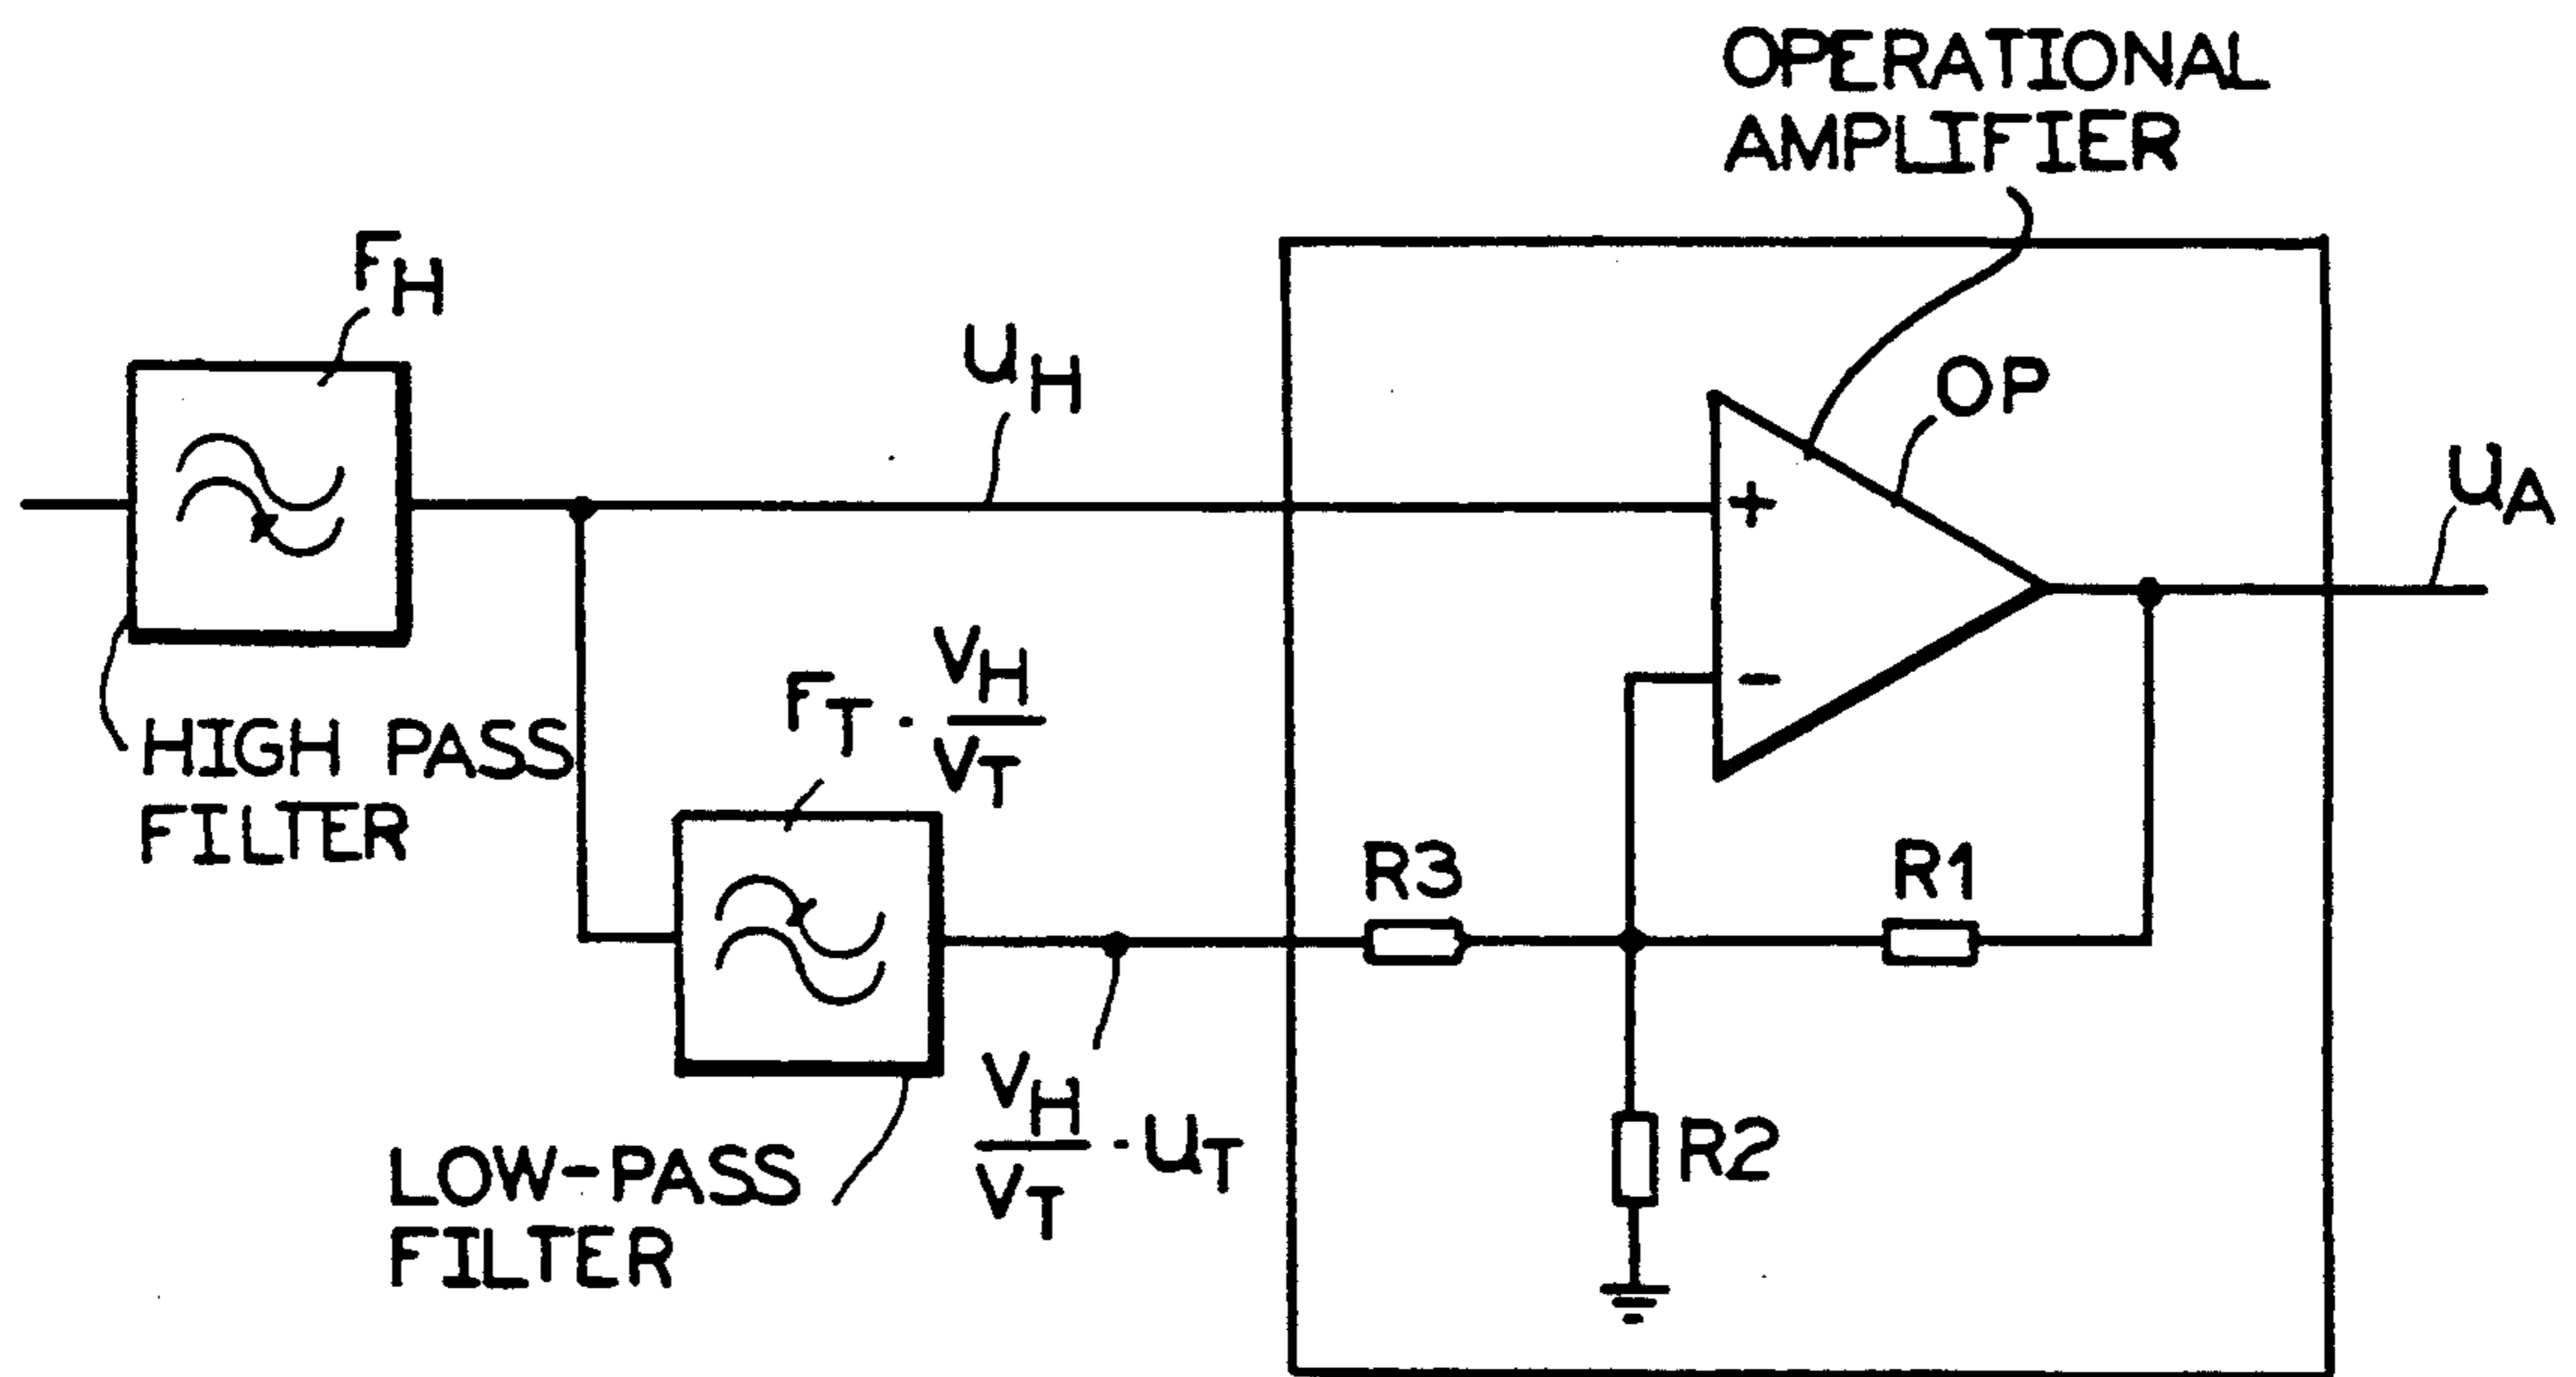 OPERATIONAL
AMPLIFIER
F_H
u_H
OP
+
u_A
-
F_T · V_H / V_T
HIGH PASS
FILTER
R3
R1
V_H / V_T · u_T
R2
LOW-PASS
FILTER